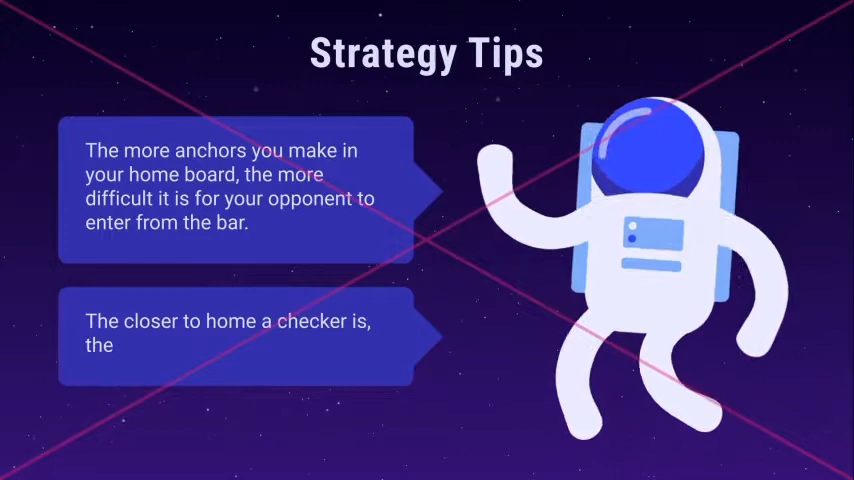 Strategy Tips
The more anchors you make in
your home board, the more
difficult it is for your opponent to
enter from the bar.
The closer to home a checker is,
the